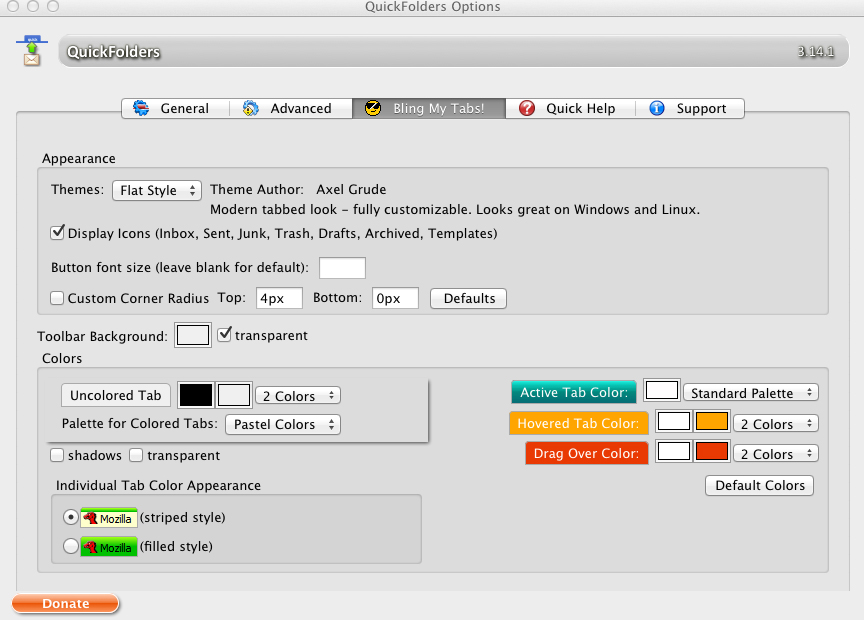 QuickFolders Options
QuickFolders 3.14.1
General Advanced Bling My Tabs! Quick Help Support
Appearance
Themes: Flat Style Theme Author: Axel Grude
Modern tabbed look – fully customizable. Looks great on Windows and Linux.
Display Icons (Inbox, Sent, Junk, Trash, Drafts, Archived, Templates)
Button font size (leave blank for default):
Custom Corner Radius Top: 4px Bottom: 0px Defaults
Toolbar Background: transparent
Colors
Uncolored Tab 2 Colors
Palette for Colored Tabs: Pastel Colors
shadows transparent
Active Tab Color: Standard Palette
Hovered Tab Color: 2 Colors
Drag Over Color: 2 Colors
Default Colors
Individual Tab Color Appearance
Mozilla (striped style)
Mozilla (filled style)
Donate